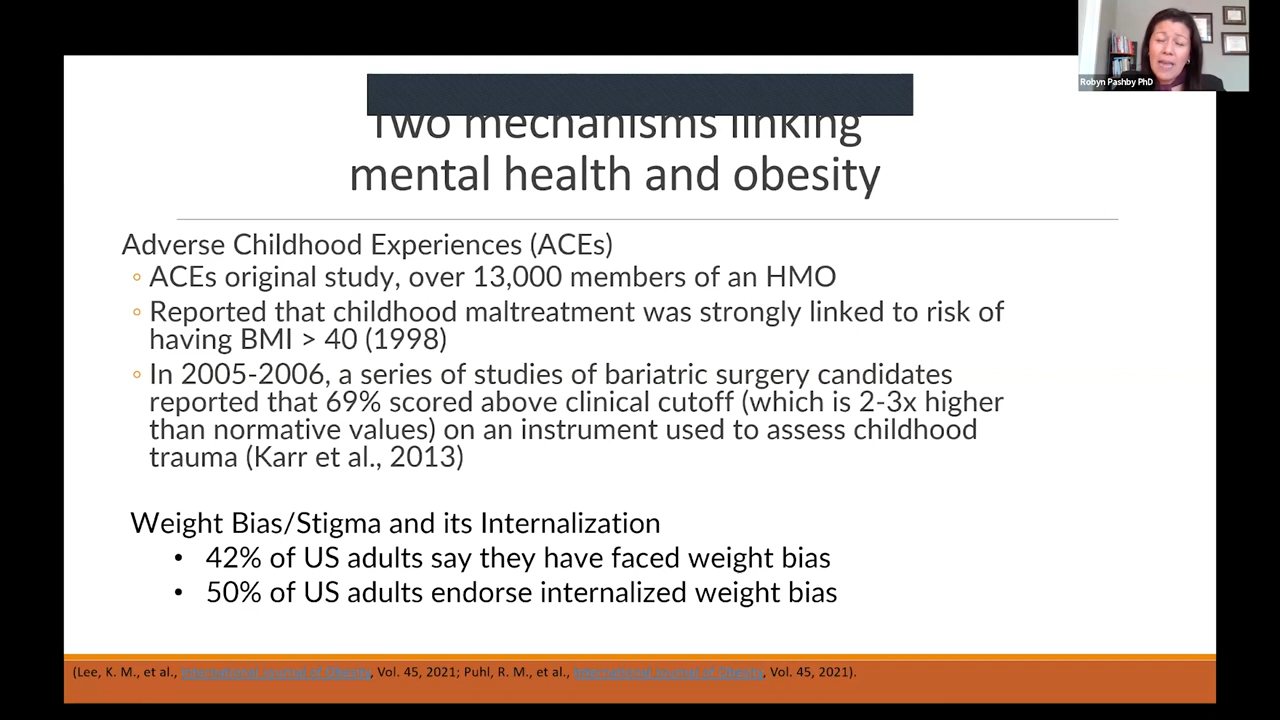 Robyn Pashby PhD
Two mechanisms linking
mental health and obesity
Adverse Childhood Experiences (ACEs)
◦ ACEs original study, over 13,000 members of an HMO
◦ Reported that childhood maltreatment was strongly linked to risk of
having BMI > 40 (1998)
◦ In 2005-2006, a series of studies of bariatric surgery candidates
reported that 69% scored above clinical cutoff (which is 2-3x higher
than normative values) on an instrument used to assess childhood
trauma (Karr et al., 2013)
Weight Bias/Stigma and its Internalization
• 42% of US adults say they have faced weight bias
• 50% of US adults endorse internalized weight bias
(Lee, K. M., et al., International Journal of Obesity, Vol. 45, 2021; Puhl, R. M., et al., International Journal of Obesity, Vol. 45, 2021).